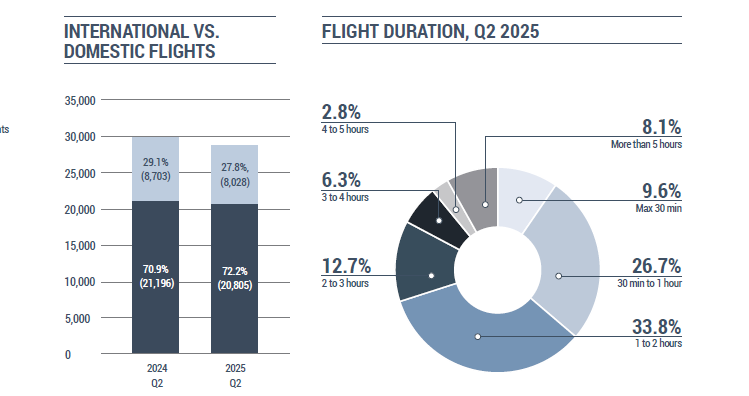 INTERNATIONAL VS.
DOMESTIC FLIGHTS
35,000
30,000
25,000
20,000
15,000
10,000
5,000
0
29.1%
(8,703)
70.9%
(21,196)
27.8%,
(8,028)
72.2%
(20,805)
2024
Q2
2025
Q2
FLIGHT DURATION, Q2 2025
2.8%
4 to 5 hours
6.3%
3 to 4 hours
12.7%
2 to 3 hours
8.1%
More than 5 hours
9.6%
Max 30 min
26.7%
30 min to 1 hour
33.8%
1 to 2 hours